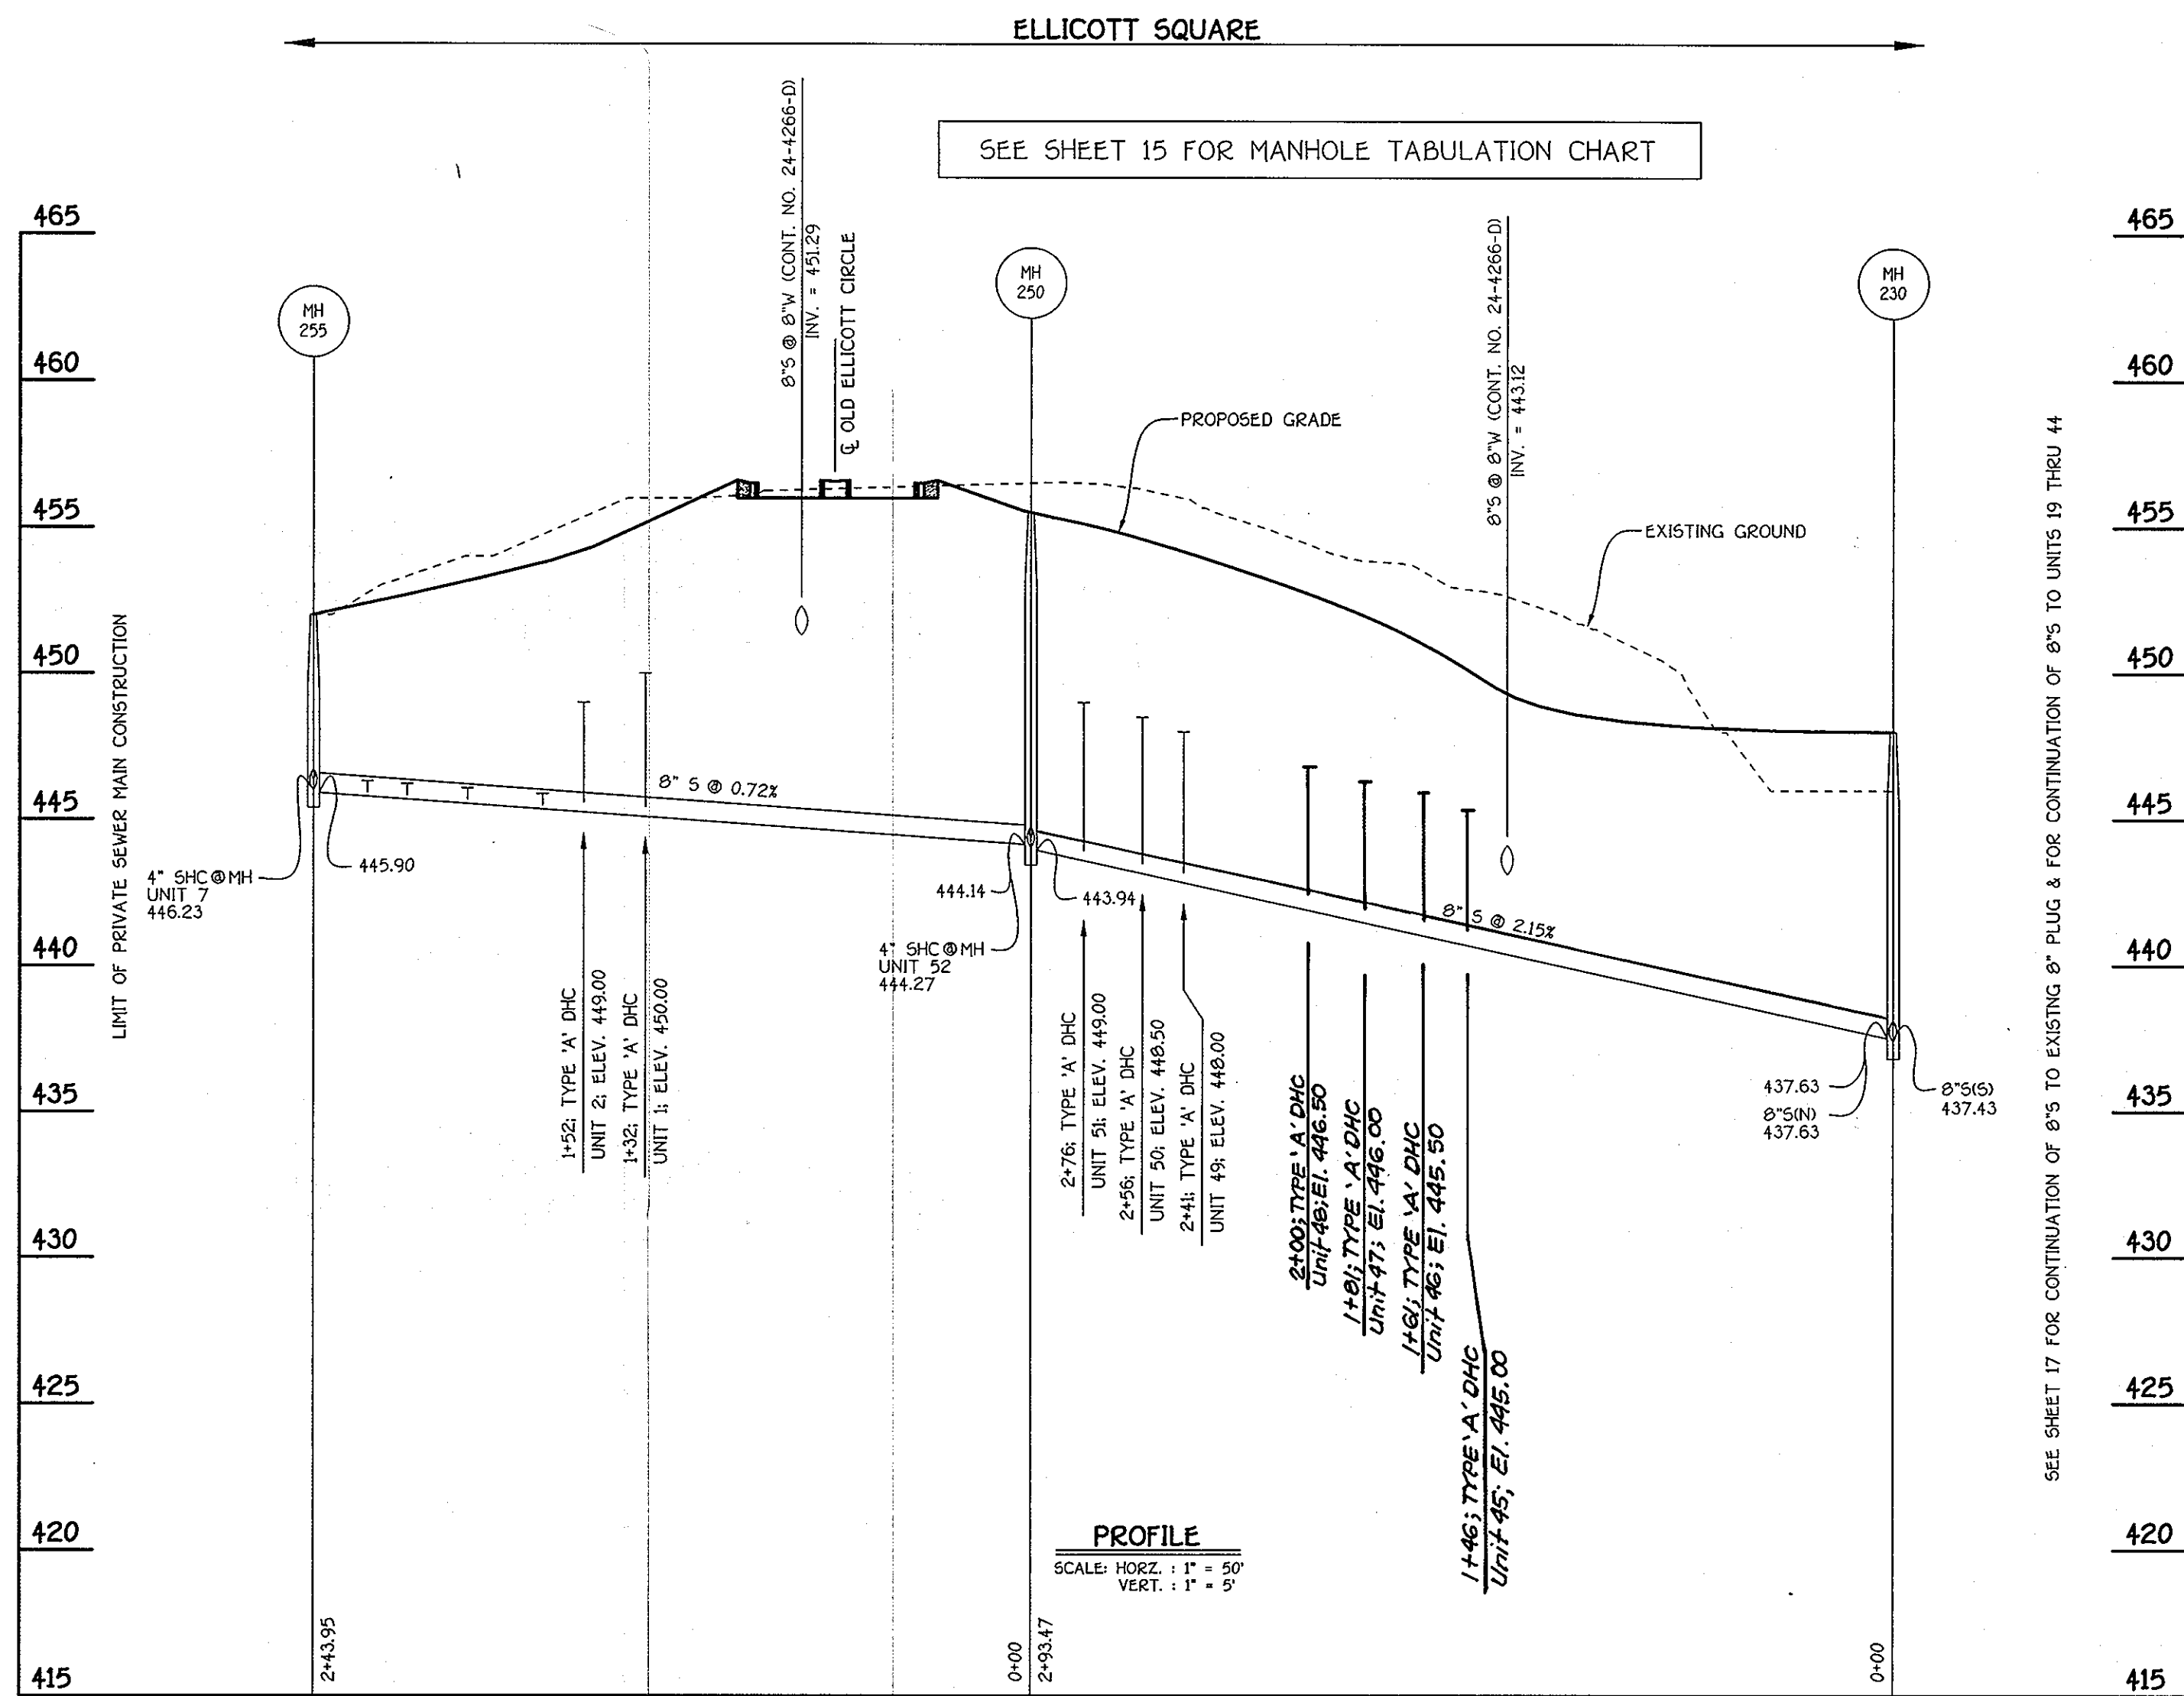 ELLICOTT SQUARE
SEE SHEET 15 FOR MANHOLE TABULATION CHART
8"S @ 8"W (CONT. NO. 24-4266-D)
INV. = 451.29
℄ OLD ELLICOTT CIRCLE
8"S @ 8"W (CONT. NO. 24-4266-D)
INV. = 443.12
465
460
455
450
445
440
435
430
425
420
415
465
460
455
450
445
440
435
430
425
420
415
MH
255
MH
250
MH
230
PROPOSED GRADE
EXISTING GROUND
LIMIT OF PRIVATE SEWER MAIN CONSTRUCTION
8" S @ 0.72%
8" S @ 2.15%
4" SHC@MH
UNIT 7
446.23
445.90
444.14
443.94
4" SHC@MH
UNIT 52
444.27
1+52; TYPE 'A' DHC
UNIT 2; ELEV. 449.00
1+32; TYPE 'A' DHC
UNIT 1; ELEV. 450.00
2+76; TYPE 'A' DHC
UNIT 51; ELEV. 449.00
2+56; TYPE 'A' DHC
UNIT 50; ELEV. 448.50
2+41; TYPE 'A' DHC
UNIT 49; ELEV. 448.00
2+00; TYPE 'A' DHC
Unit 48; El. 446.50
1+81; TYPE 'A' DHC
Unit 47; El. 446.00
1+61; TYPE 'A' DHC
Unit 46; El. 445.50
1+46; TYPE 'A' DHC
Unit 45; El. 445.00
437.63
8"S(N)
437.63
8"S(S)
437.43
SEE SHEET 17 FOR CONTINUATION OF 8"S TO EXISTING 8" PLUG & FOR CONTINUATION OF 8"S TO UNITS 19 THRU 44
PROFILE
SCALE: HORZ. : 1" = 50'
VERT. : 1" = 5'
2+43.95
0+00
2+93.47
0+00